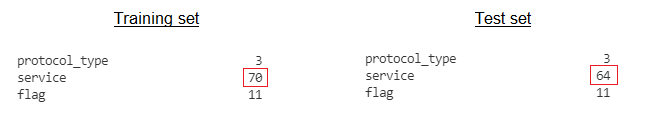 Training set
protocol_type 3
service 70
flag 11
Test set
protocol_type 3
service 64
flag 11